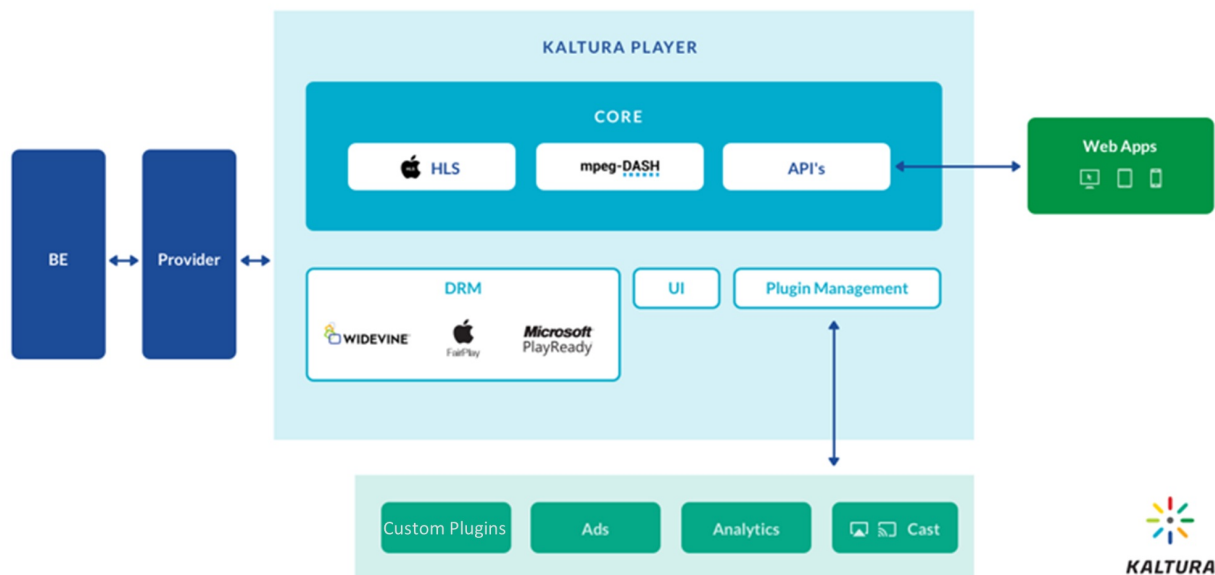 KALTURA PLAYER
CORE
HLS
mpeg-DASH
API's
Web Apps
BE
Provider
DRM
UI
Plugin Management
WIDEVINE
FairPlay
Microsoft
PlayReady
Custom Plugins
Ads
Analytics
Cast
KALTURA